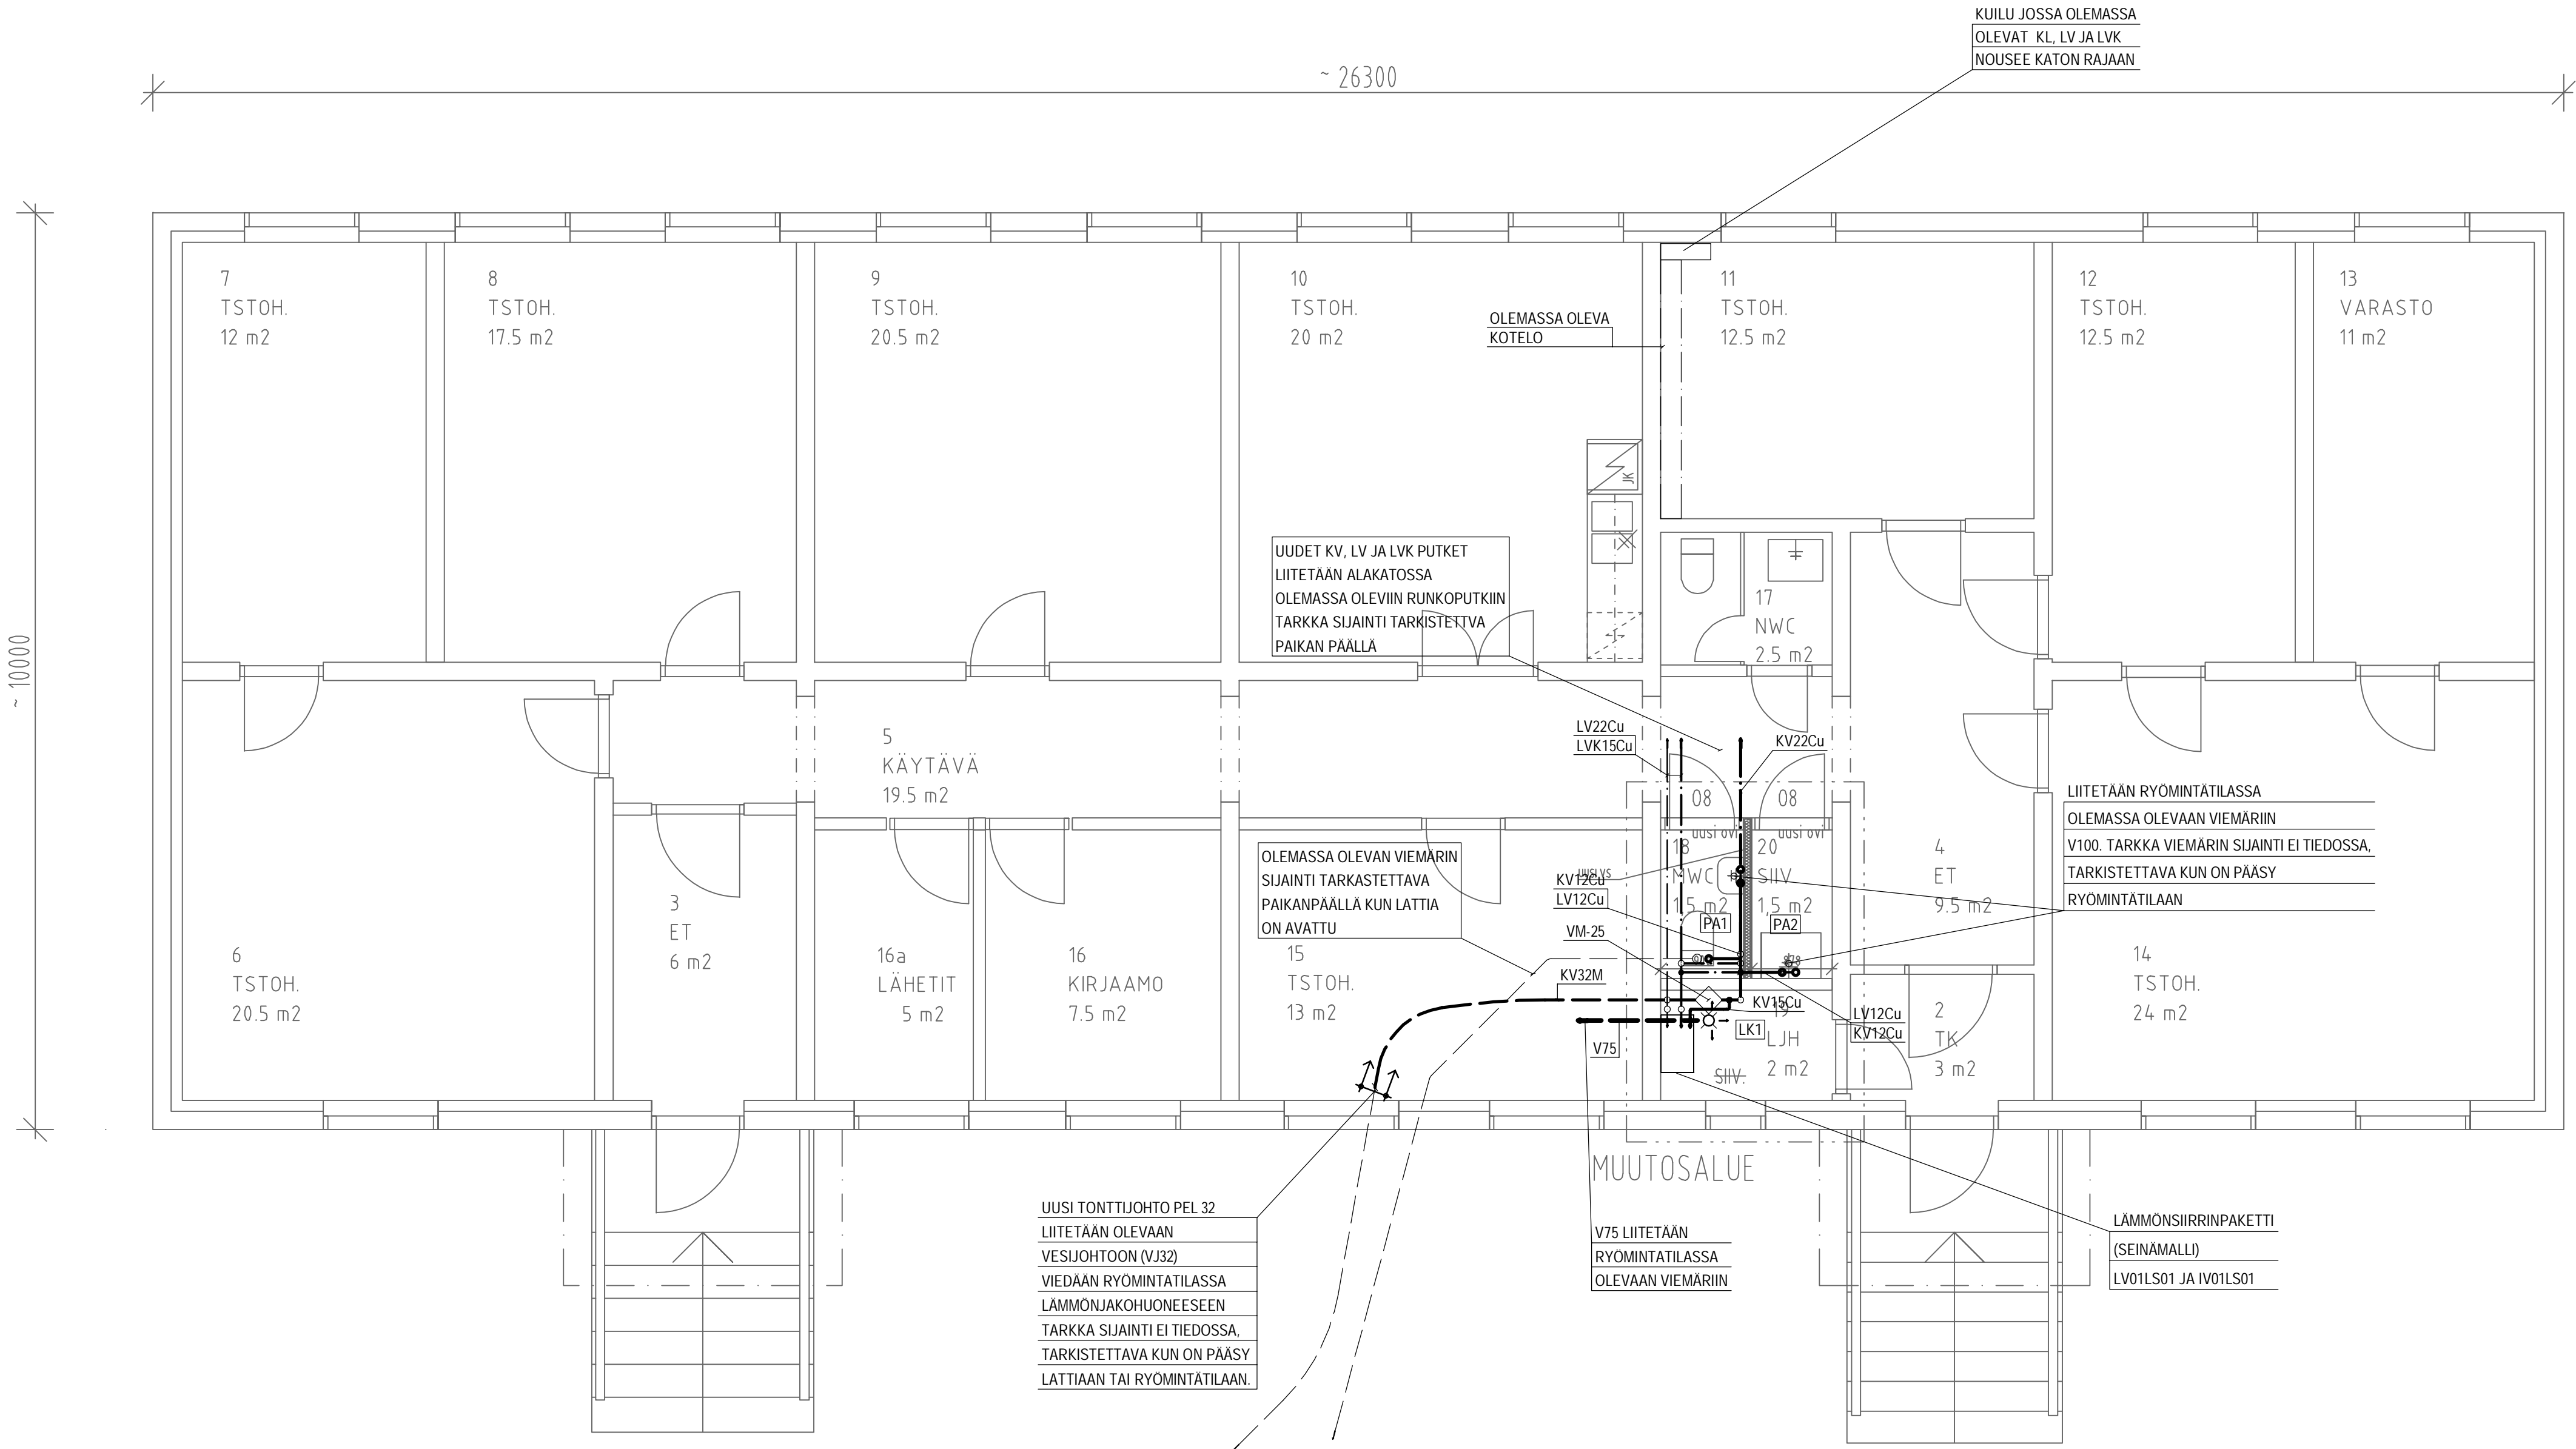 KUILU JOSSA OLEMASSA
OLEVAT KL, LV JA LVK
NOUSEE KATON RAJAAN
~ 26300
~ 10000
7
TSTOH.
12 m2
8
TSTOH.
17.5 m2
9
TSTOH.
20.5 m2
10
TSTOH.
20 m2
OLEMASSA OLEVA
KOTELO
11
TSTOH.
12.5 m2
12
TSTOH.
12.5 m2
13
VARASTO
11 m2
JK
UUDET KV, LV JA LVK PUTKET
LIITETÄÄN ALAKATOSSA
OLEMASSA OLEVIIN RUNKOPUTKIIN
TARKKA SIJAINTI TARKISTETTVA
PAIKAN PÄÄLLÄ
17
NWC
2.5 m2
5
KÄYTÄVÄ
19.5 m2
LV22Cu
LVK15Cu
KV22Cu
08
08
uusi ovi
uusi ovi
LIITETÄÄN RYÖMINTÄTILASSA
OLEMASSA OLEVAAN VIEMÄRIIN
V100. TARKKA VIEMÄRIN SIJAINTI EI TIEDOSSA,
TARKISTETTAVA KUN ON PÄÄSY
RYÖMINTÄTILAAN
OLEMASSA OLEVAN VIEMÄRIN
SIJAINTI TARKASTETTAVA
PAIKANPÄÄLLÄ KUN LATTIA
ON AVATTU
18
MWC
1,5 m2
20
SIIV
1,5 m2
4
ET
9.5 m2
KV12Cu
LV12Cu
VM-25
PA1
PA2
3
ET
6 m2
6
TSTOH.
20.5 m2
16a
LÄHETIT
5 m2
16
KIRJAAMO
7.5 m2
15
TSTOH.
13 m2
14
TSTOH.
24 m2
KV32M
KV15Cu
LV12Cu
KV12Cu
V75
LK1
19
LJH
2 m2
SIIV.
2
TK
3 m2
MUUTOSALUE
UUSI TONTTIJOHTO PEL 32
LIITETÄÄN OLEVAAN
VESIJOHTOON (VJ32)
VIEDÄÄN RYÖMINTATILASSA
LÄMMÖNJAKOHUONEESEEN
TARKKA SIJAINTI EI TIEDOSSA,
TARKISTETTAVA KUN ON PÄÄSY
LATTIAAN TAI RYÖMINTÄTILAAN.
V75 LIITETÄÄN
RYÖMINTATILASSA
OLEVAAN VIEMÄRIIN
LÄMMÖNSIIRRINPAKETTI
(SEINÄMALLI)
LV01LS01 JA IV01LS01